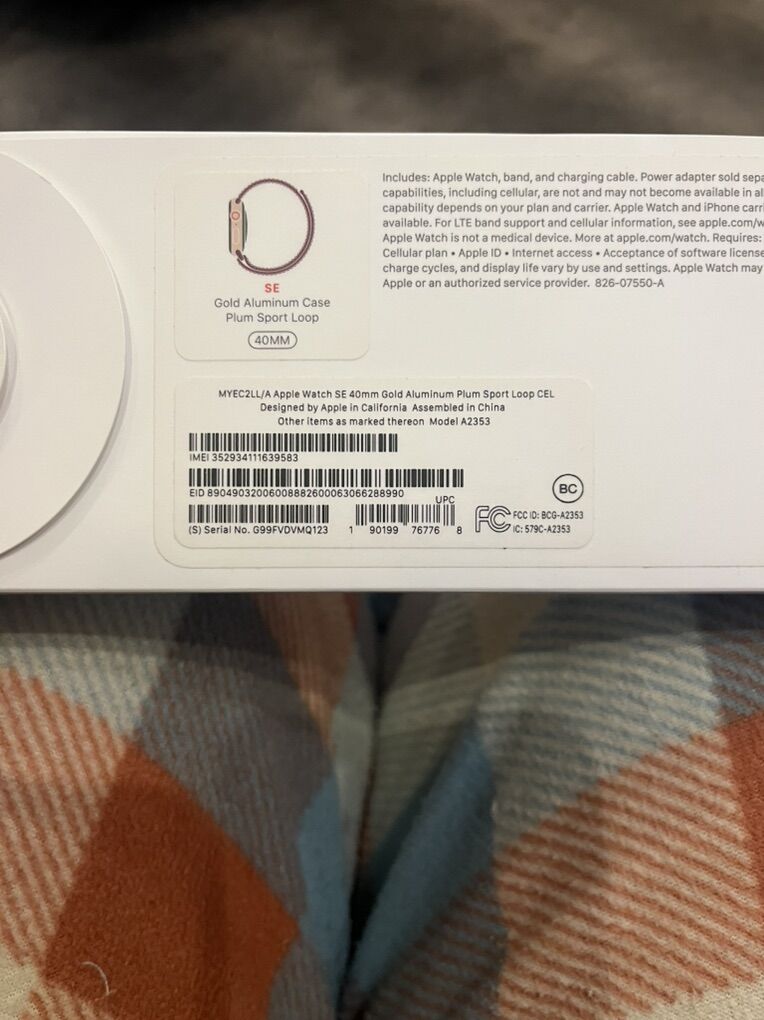 SE
Gold Aluminum Case
Plum Sport Loop
40MM
Includes: Apple Watch, band, and charging cable. Power adapter sold
capabilities, including cellular, are not and may not become available in
capability depends on your plan and carrier. Apple Watch and iPhone
available. For LTE band support and cellular information, see
Apple Watch is not a medical device. More at apple.com/watch. Requires:
Cellular plan • Apple ID • Internet access • Acceptance of software
charge cycles, and display life vary by use and settings. Apple Watch may
Apple or an authorized service provider. 826-07550-A
MYEC2LL/A Apple Watch SE 40mm Gold Aluminum Plum Sport Loop CEL
Designed by Apple in California Assembled in China
Other items as marked thereon Model A2353
IMEI 352934111639583
EID 89049032006008882600063066288990
UPC
(S) Serial No. G99FVDVMQ123
1 90199 76776 8
FC FCC ID: BCG-A2353
IC: 579C-A2353
BC